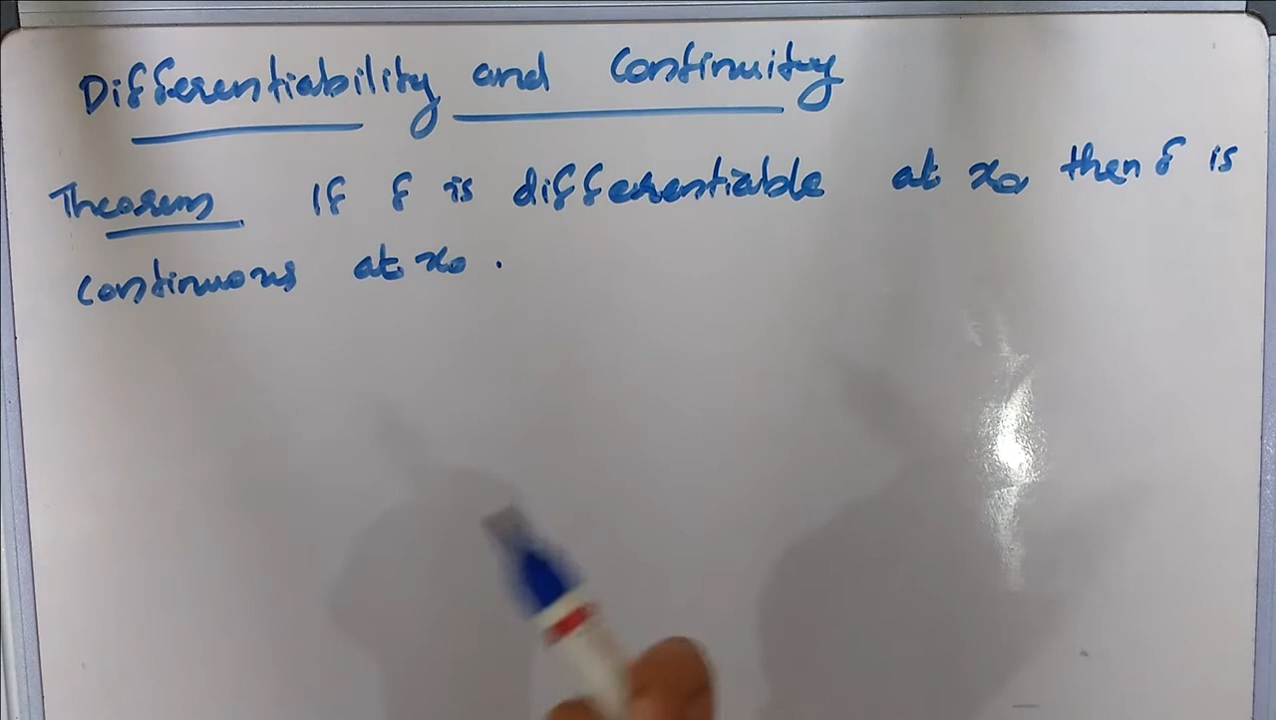 Differentiability and Continuity
Theorem If f is differentiable at x₀ then f is
continuous at x₀.